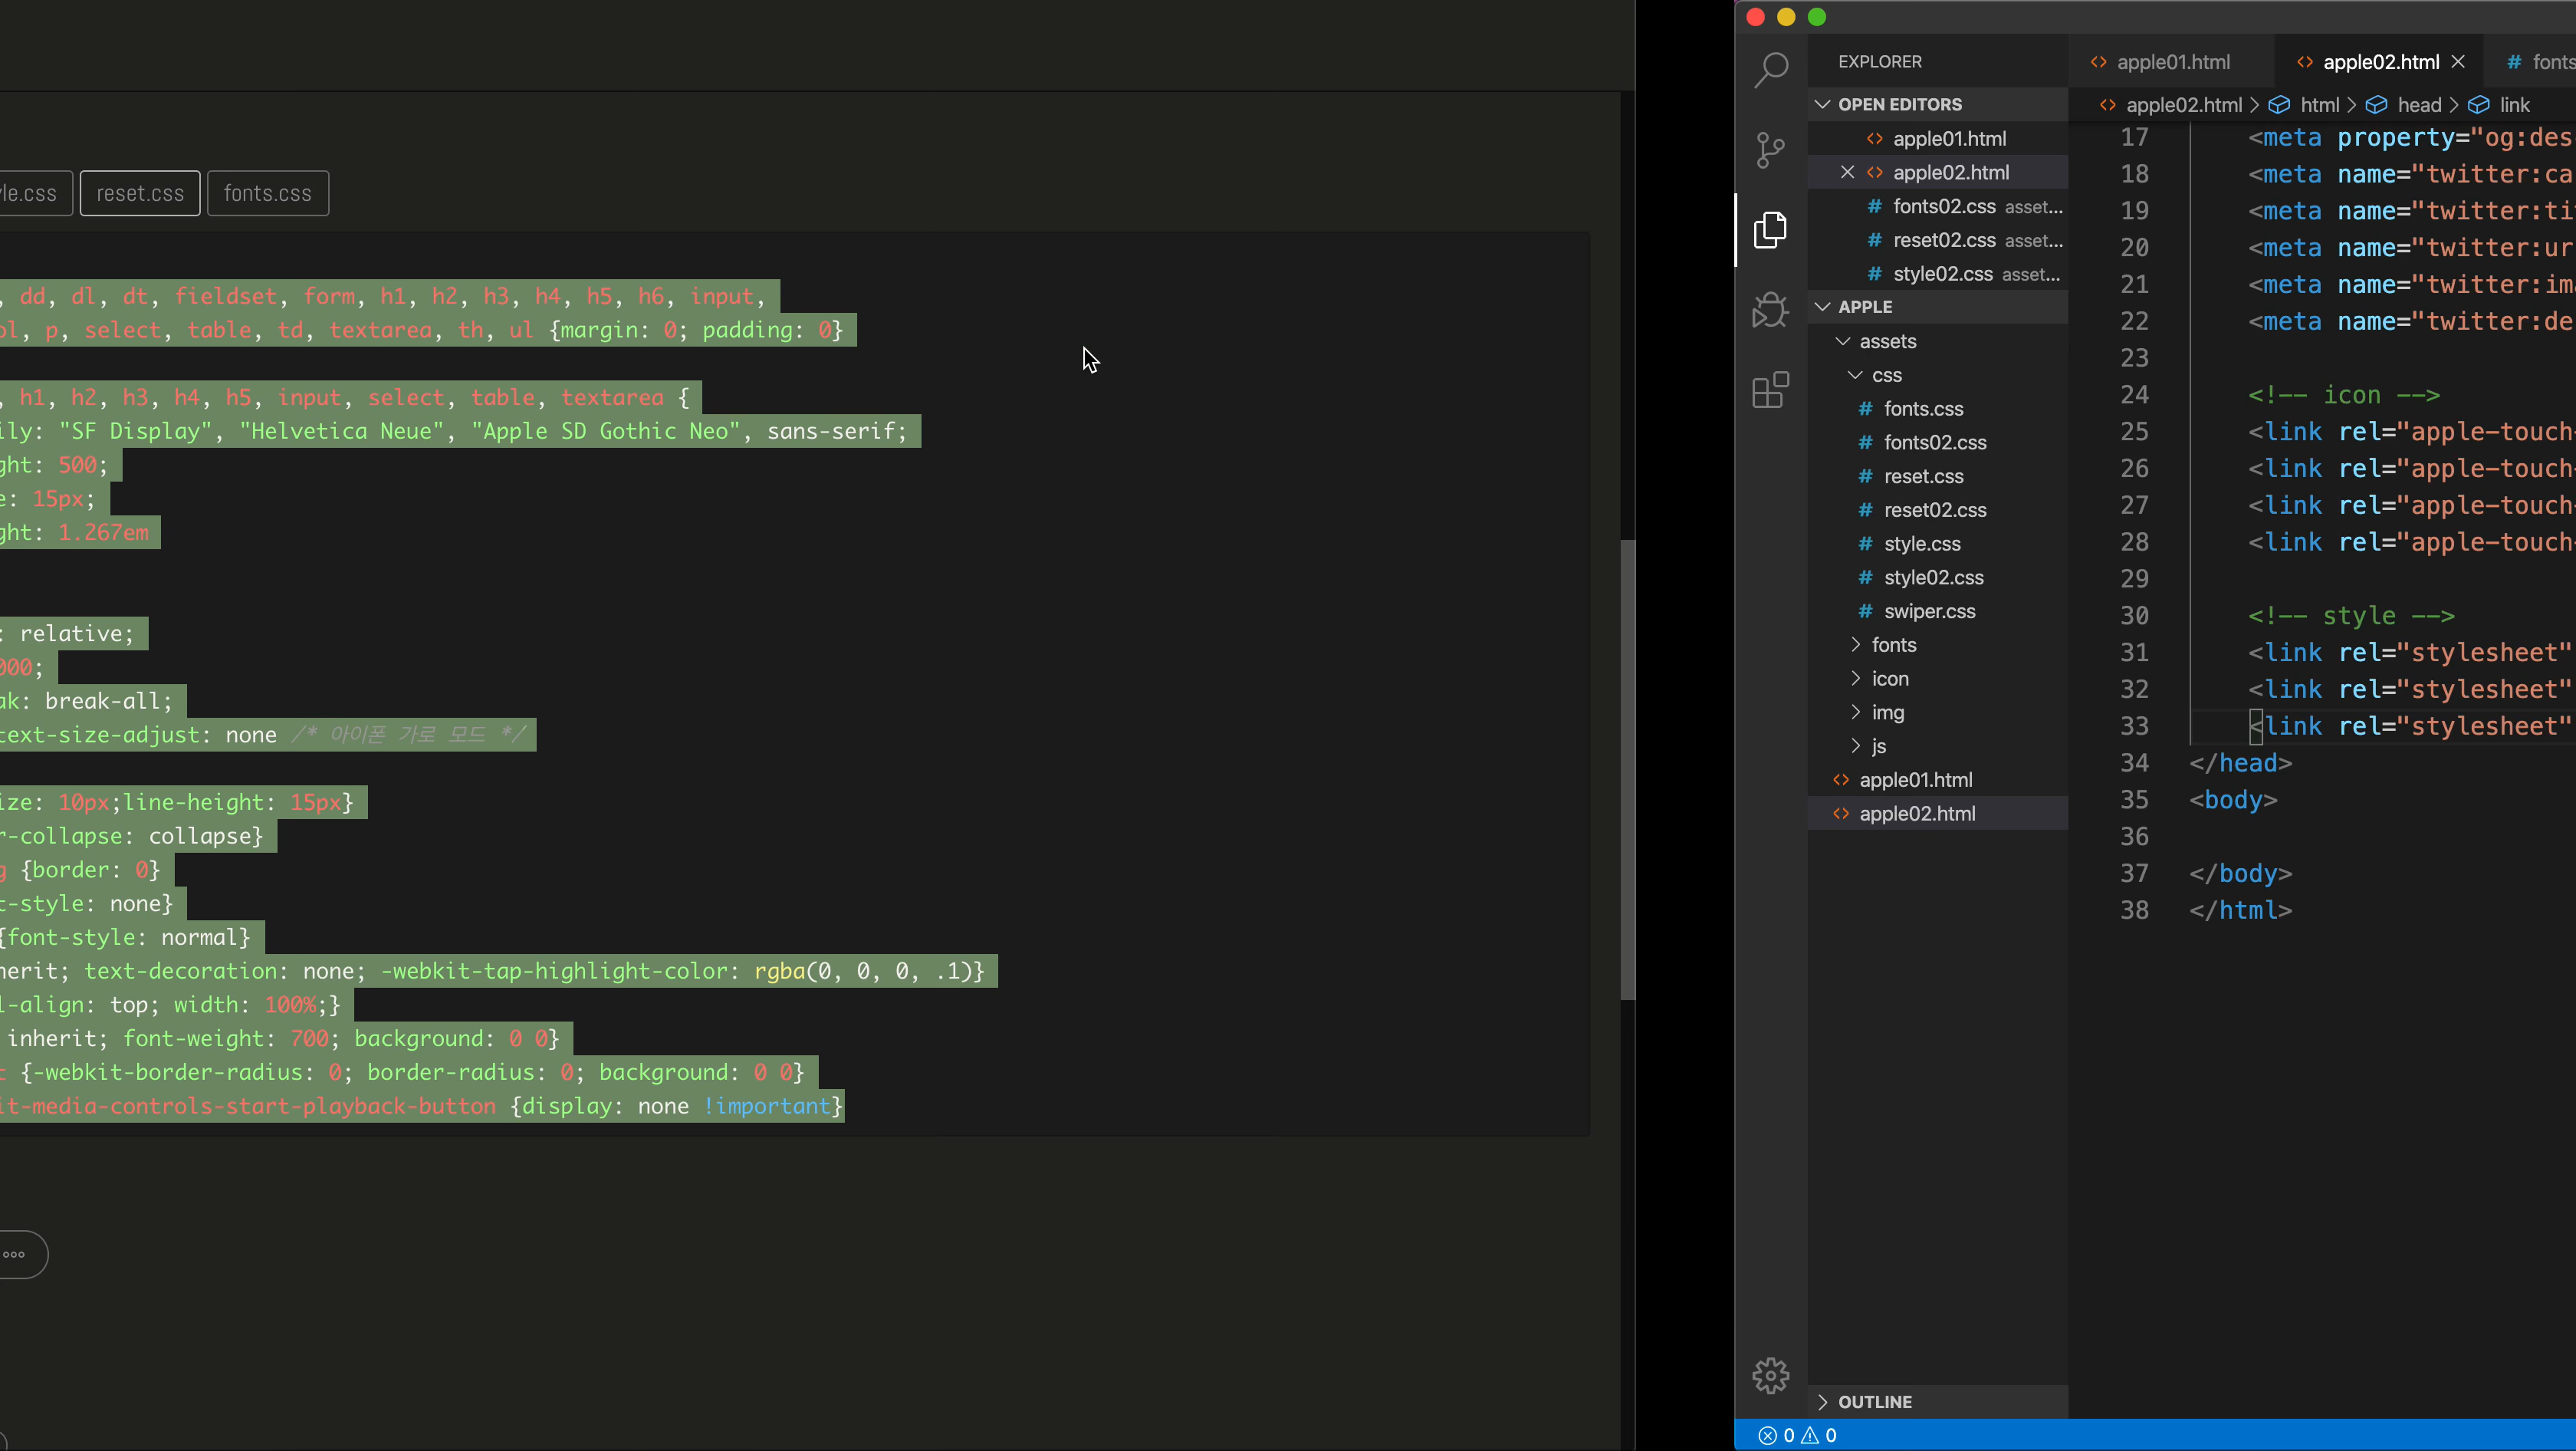 le.css
reset.css
fonts.css
, dd, dl, dt, fieldset, form, h1, h2, h3, h4, h5, h6, input,
ol, p, select, table, td, textarea, th, ul {margin: 0; padding: 0}
, h1, h2, h3, h4, h5, input, select, table, textarea {
ily: "SF Display", "Helvetica Neue", "Apple SD Gothic Neo", sans-serif;
ght: 500;
e: 15px;
ght: 1.267em
: relative;
000;
ak: break-all;
text-size-adjust: none /* 아이폰 가로 모드 */
ize: 10px;line-height: 15px}
r-collapse: collapse}
g {border: 0}
t-style: none}
{font-style: normal}
herit; text-decoration: none; -webkit-tap-highlight-color: rgba(0, 0, 0, .1)}
l-align: top; width: 100%;}
inherit; font-weight: 700; background: 0 0}
t {-webkit-border-radius: 0; border-radius: 0; background: 0 0}
it-media-controls-start-playback-button {display: none !important}
EXPLORER
OPEN EDITORS
apple01.html
apple02.html
fonts02.css asset...
reset02.css asset...
style02.css asset...
APPLE
assets
css
# fonts.css
# fonts02.css
# reset.css
# reset02.css
# style.css
# style02.css
# swiper.css
fonts
icon
img
js
apple01.html
apple02.html
OUTLINE
0 0
apple01.html
apple02.html
# fonts
apple02.html > html > head > link
17 <meta property="og:des
18 <meta name="twitter:ca
19 <meta name="twitter:ti
20 <meta name="twitter:ur
21 <meta name="twitter:im
22 <meta name="twitter:de
23
24 <!-- icon -->
25 <link rel="apple-touch-
26 <link rel="apple-touch-
27 <link rel="apple-touch-
28 <link rel="apple-touch-
29
30 <!-- style -->
31 <link rel="stylesheet"
32 <link rel="stylesheet"
33 <link rel="stylesheet"
34 </head>
35 <body>
36
37 </body>
38 </html>